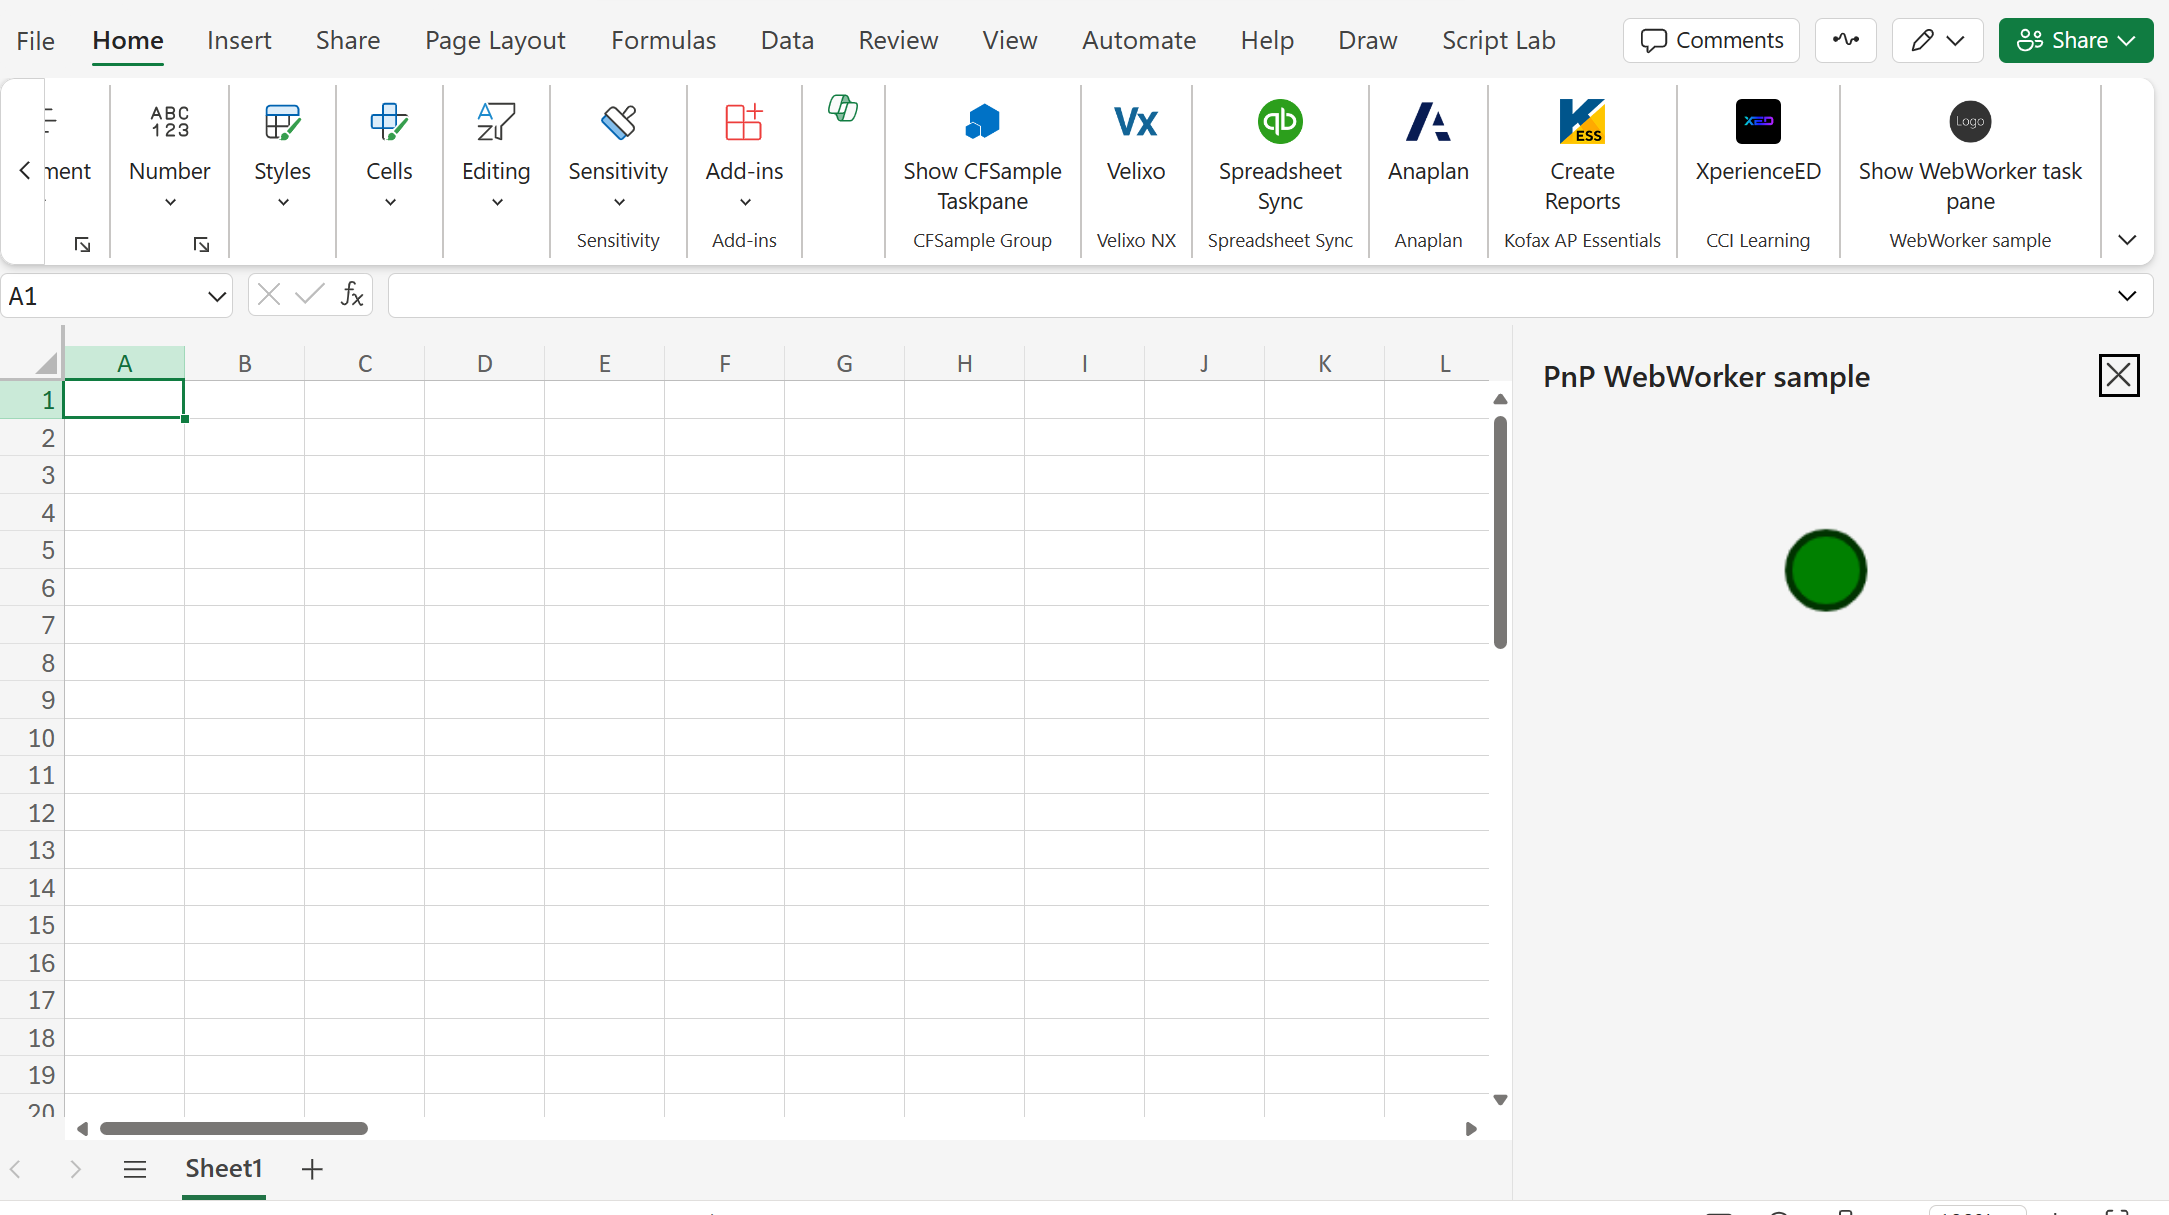 File Home Insert Share Page Layout Formulas Data Review View Automate Help Draw Script Lab Comments Share
ABC
123
A
Z
Vx
qb
ESS
XED
Logo
ment Number Styles Cells Editing Sensitivity Add-ins Show CFSample Velixo Spreadsheet Anaplan Create XperienceED Show WebWorker task
Taskpane Sync Reports pane
Sensitivity Add-ins CFSample Group Velixo NX Spreadsheet Sync Anaplan Kofax AP Essentials CCI Learning WebWorker sample
A1 fx
A B C D E F G H I J K L
PnP WebWorker sample
1
2
3
4
5
6
7
8
9
10
11
12
13
14
15
16
17
18
19
20
Sheet1